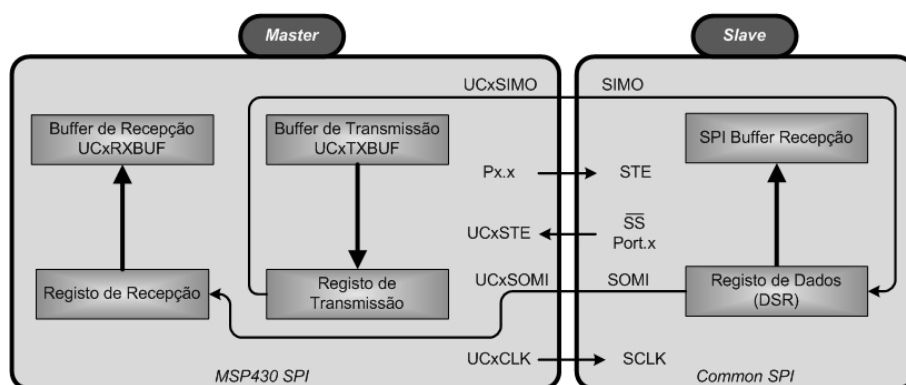 Master
Slave
UCxSIMO
SIMO
Buffer de Recepção
UCxRXBUF
Buffer de Transmissão
UCxTXBUF
SPI Buffer Recepção
Px.x
STE
UCxSTE
SS
Port.x
UCxSOMI
SOMI
Registo de Recepção
Registo de
Transmissão
Registo de Dados
(DSR)
UCxCLK
SCLK
MSP430 SPI
Common SPI